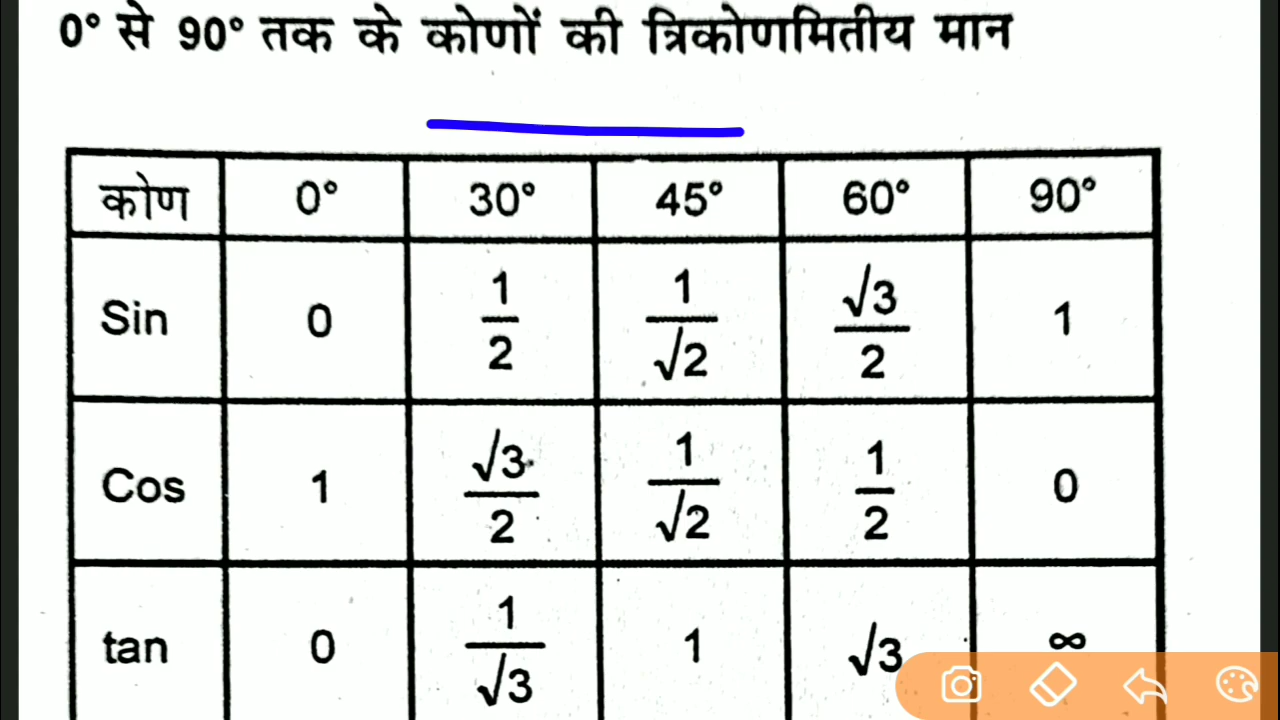 0° से 90° तक के कोणों की त्रिकोणमितीय मान
कोण 0° 30° 45° 60° 90°
Sin 0 1/2 1/√2 √3/2 1
Cos 1 √3/2 1/√2 1/2 0
tan 0 1/√3 1 √3 ∞